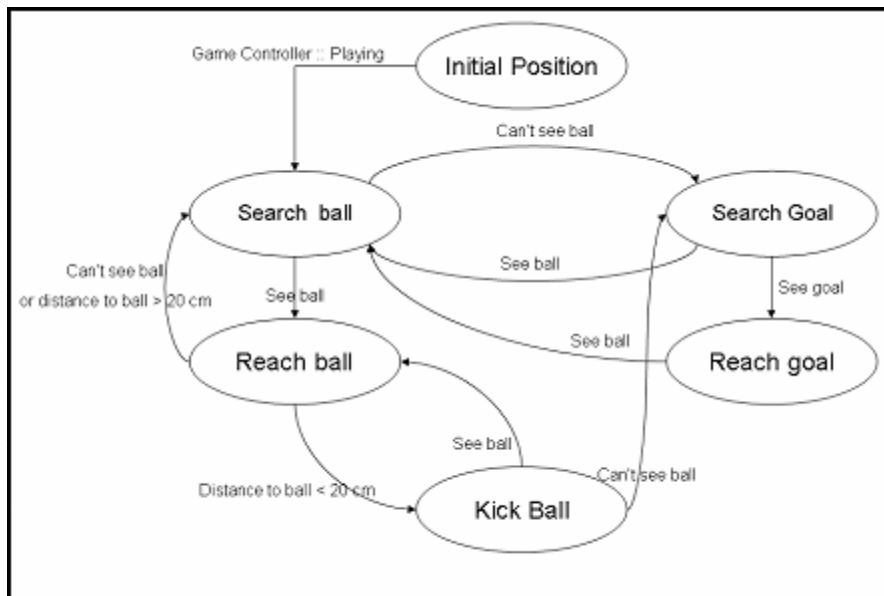 Game Controller :: Playing
Initial Position
Can't see ball
Search ball
Search Goal
See ball
Can't see ball
or distance to ball > 20 cm
See ball
See goal
See ball
Reach ball
Reach goal
See ball
Can't see ball
Distance to ball < 20 cm
Kick Ball